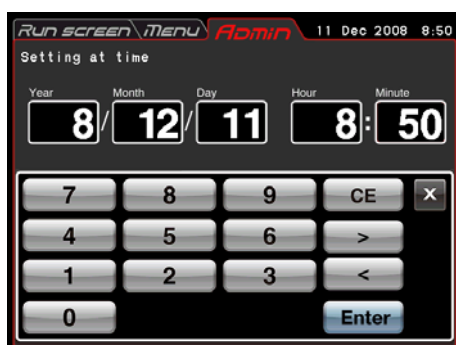 Run screen Menu Admin 11 Dec 2008 8:50
Setting at time
Year Month Day Hour Minute
8/ 12/ 11 8: 50
7 8 9 CE X
4 5 6 >
1 2 3 <
0 Enter